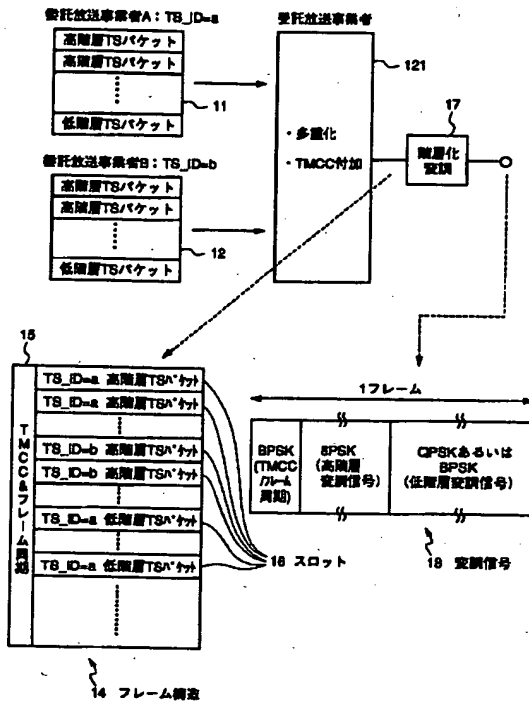 委託放送事業者A：TS_ID=a
高階層TSパケット
高階層TSパケット
低階層TSパケット
11
委託放送事業者B：TS_ID=b
高階層TSパケット
高階層TSパケット
低階層TSパケット
12
委託放送事業者
121
・多重化
・TMCC付加
17
階層化
変調
15
TMCC&フレーム同期
TS_ID=a 高階層TSパケット
TS_ID=a 高階層TSパケット
TS_ID=b 高階層TSパケット
TS_ID=b 高階層TSパケット
TS_ID=a 低階層TSパケット
TS_ID=a 低階層TSパケット
16 スロット
14 フレーム構造
1フレーム
BPSK
(TMCC
/フレーム
同期)
8PSK
(高階層
変調信号)
QPSKあるいは
BPSK
(低階層変調信号)
18 変調信号